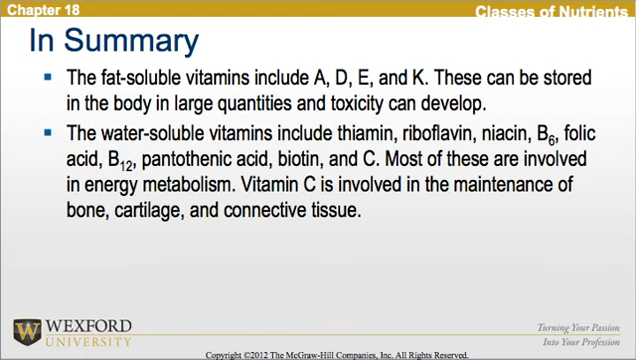 Chapter 18
Classes of Nutrients
In Summary
The fat-soluble vitamins include A, D, E, and K. These can be stored
in the body in large quantities and toxicity can develop.
The water-soluble vitamins include thiamin, riboflavin, niacin, B6, folic
acid, B12, pantothenic acid, biotin, and C. Most of these are involved
in energy metabolism. Vitamin C is involved in the maintenance of
bone, cartilage, and connective tissue.
WEXFORD
UNIVERSITY
Turning Your Passion
Into Your Profession
Copyright ©2012 The McGraw-Hill Companies, Inc. All Rights Reserved.